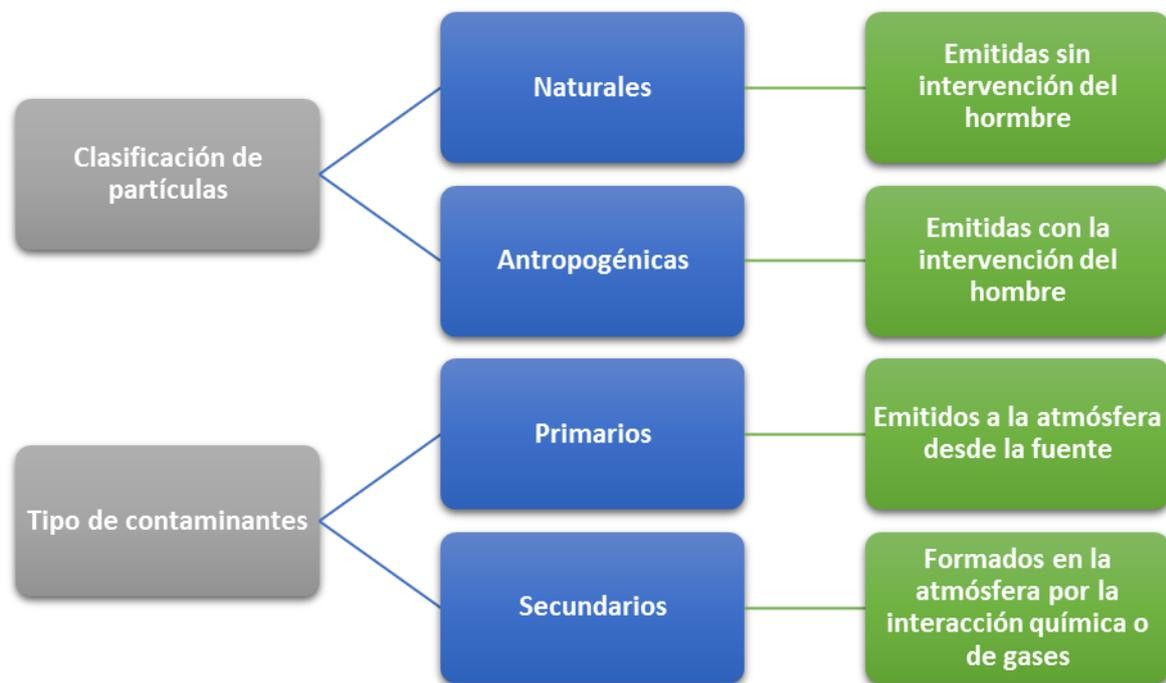 Clasificación de
partículas
Naturales
Emitidas sin
intervención del
hormbre
Antropogénicas
Emitidas con la
intervención del
hombre
Tipo de contaminantes
Primarios
Emitidos a la atmósfera
desde la fuente
Secundarios
Formados en la
atmósfera por la
interacción química o
de gases